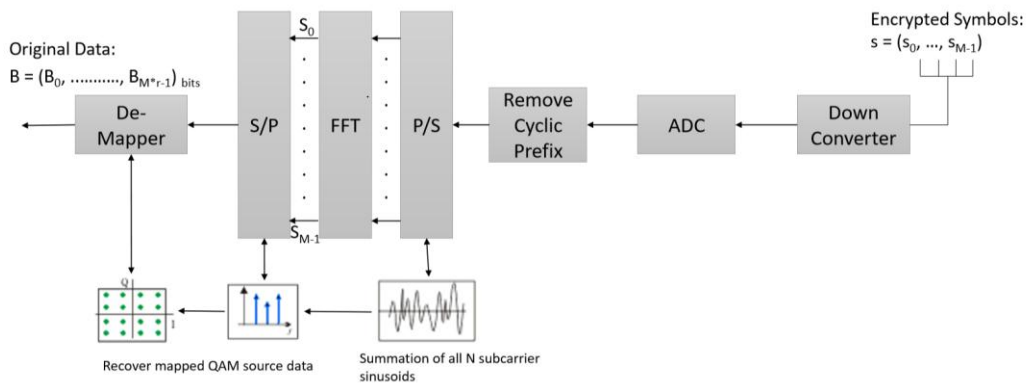 Original Data:
B = (B0, .........., BM*r-1) bits
Encrypted Symbols:
s = (s0, ..., sM-1)
De-
Mapper
S/P
S0
SM-1
FFT
P/S
Remove
Cyclic
Prefix
ADC
Down
Converter
Q
I
f
Recover mapped QAM source data
Summation of all N subcarrier
sinusoids